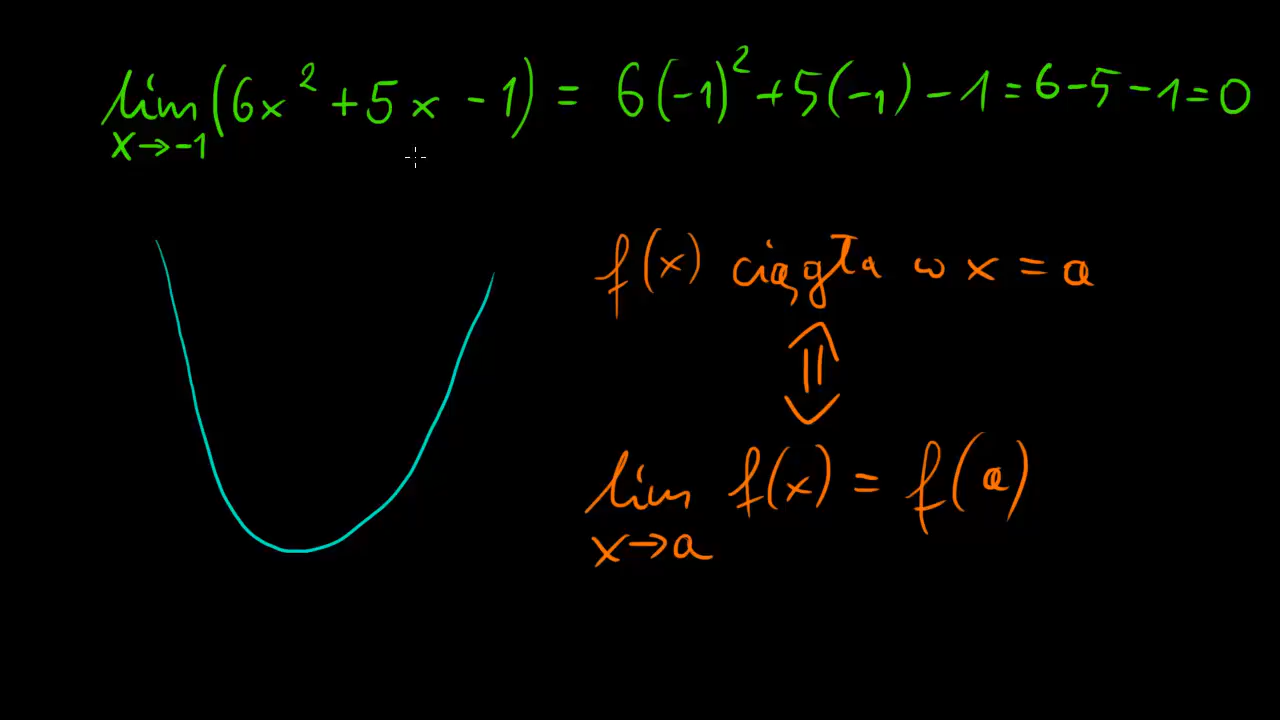 lim (6x² + 5x - 1) = 6(-1)² + 5(-1) - 1 = 6 - 5 - 1 = 0
x → -1
f(x) ciągła w x = a
⇕
lim f(x) = f(a)
x → a